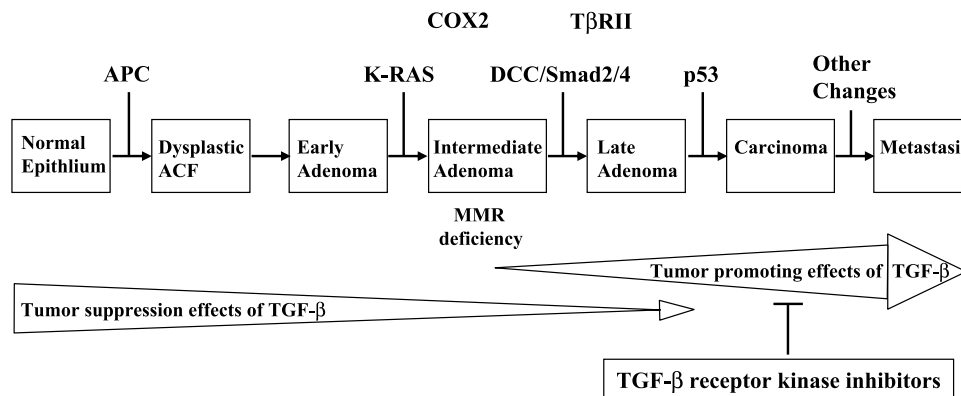 COX2
TβRII
APC
K-RAS
DCC/Smad2/4
p53
Other
Changes
Normal
Epithlium
Dysplastic
ACF
Early
Adenoma
Intermediate
Adenoma
Late
Adenoma
Carcinoma
Metastasi
MMR
deficiency
Tumor promoting effects of TGF-β
Tumor suppression effects of TGF-β
TGF-β receptor kinase inhibitors